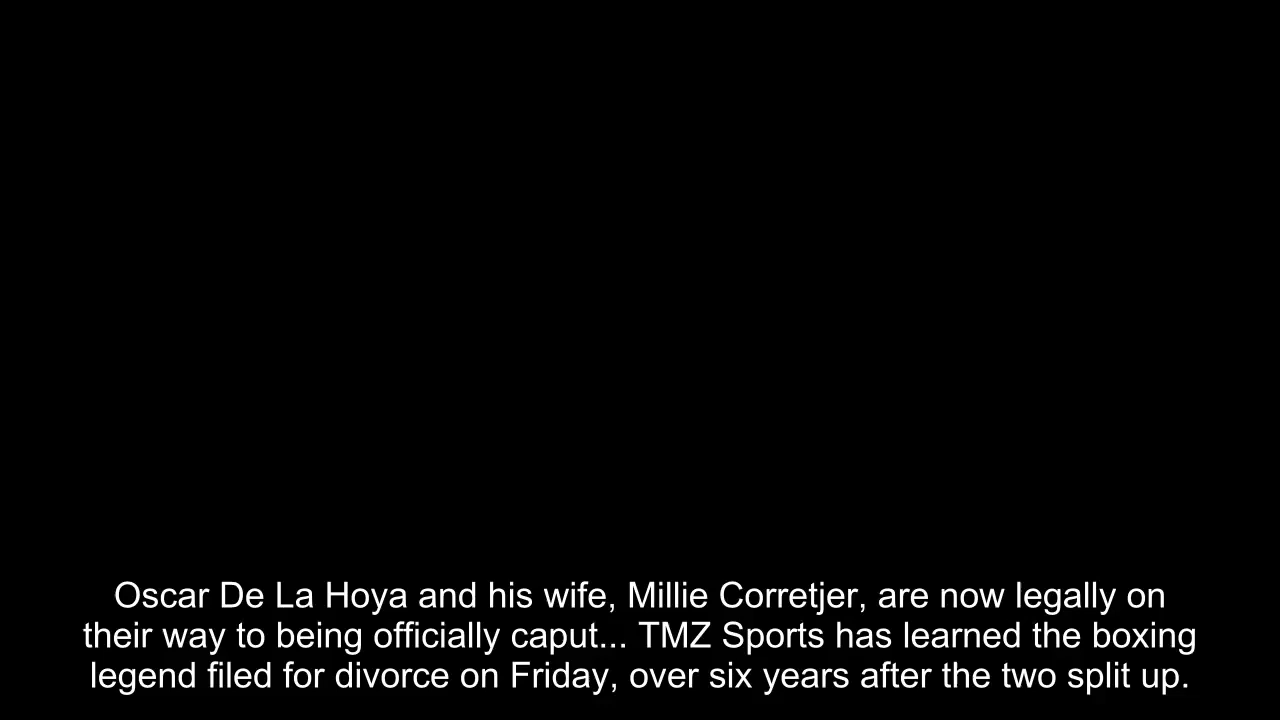 Oscar De La Hoya and his wife, Millie Corretjer, are now legally on
their way to being officially caput... TMZ Sports has learned the boxing
legend filed for divorce on Friday, over six years after the two split up.